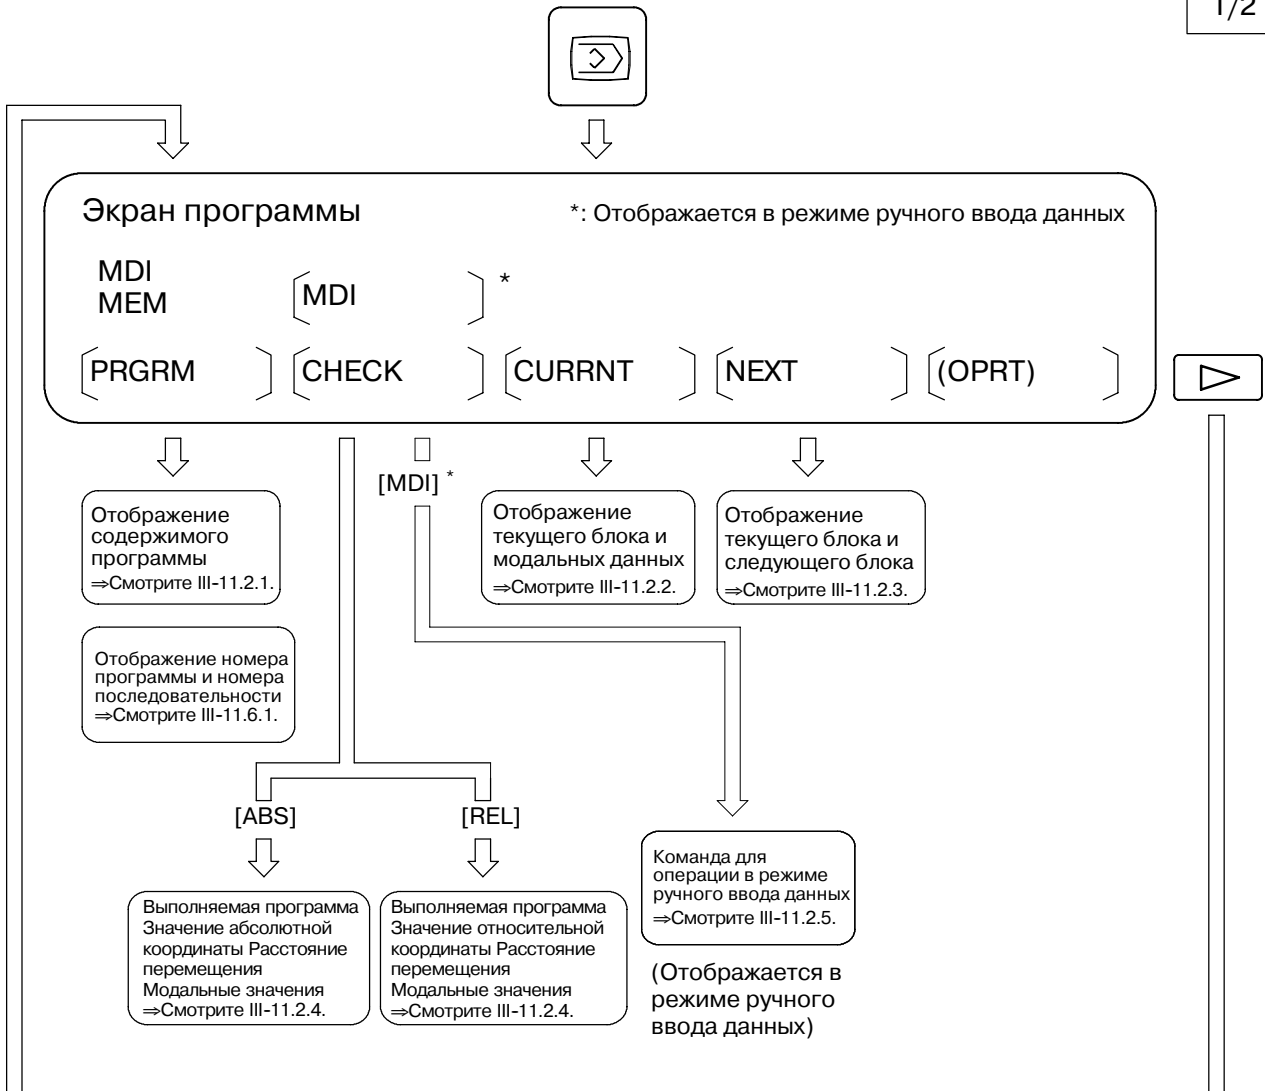 1/2
Экран программы
*: Отображается в режиме ручного ввода данных
MDI
MEM
[MDI] *
[PRGRM] [CHECK] [CURRNT] [NEXT] [(OPRT)]
[MDI] *
Отображение
содержимого
программы
⇒Смотрите III-11.2.1.
Отображение
текущего блока и
модальных данных
⇒Смотрите III-11.2.2.
Отображение
текущего блока и
следующего блока
⇒Смотрите III-11.2.3.
Отображение номера
программы и номера
последовательности
⇒Смотрите III-11.6.1.
[ABS]
[REL]
Выполняемая программа
Значение абсолютной
координаты Расстояние
перемещения
Модальные значения
⇒Смотрите III-11.2.4.
Выполняемая программа
Значение относительной
координаты Расстояние
перемещения
Модальные значения
⇒Смотрите III-11.2.4.
Команда для
операции в режиме
ручного ввода данных
⇒Смотрите III-11.2.5.
(Отображается в
режиме ручного
ввода данных)